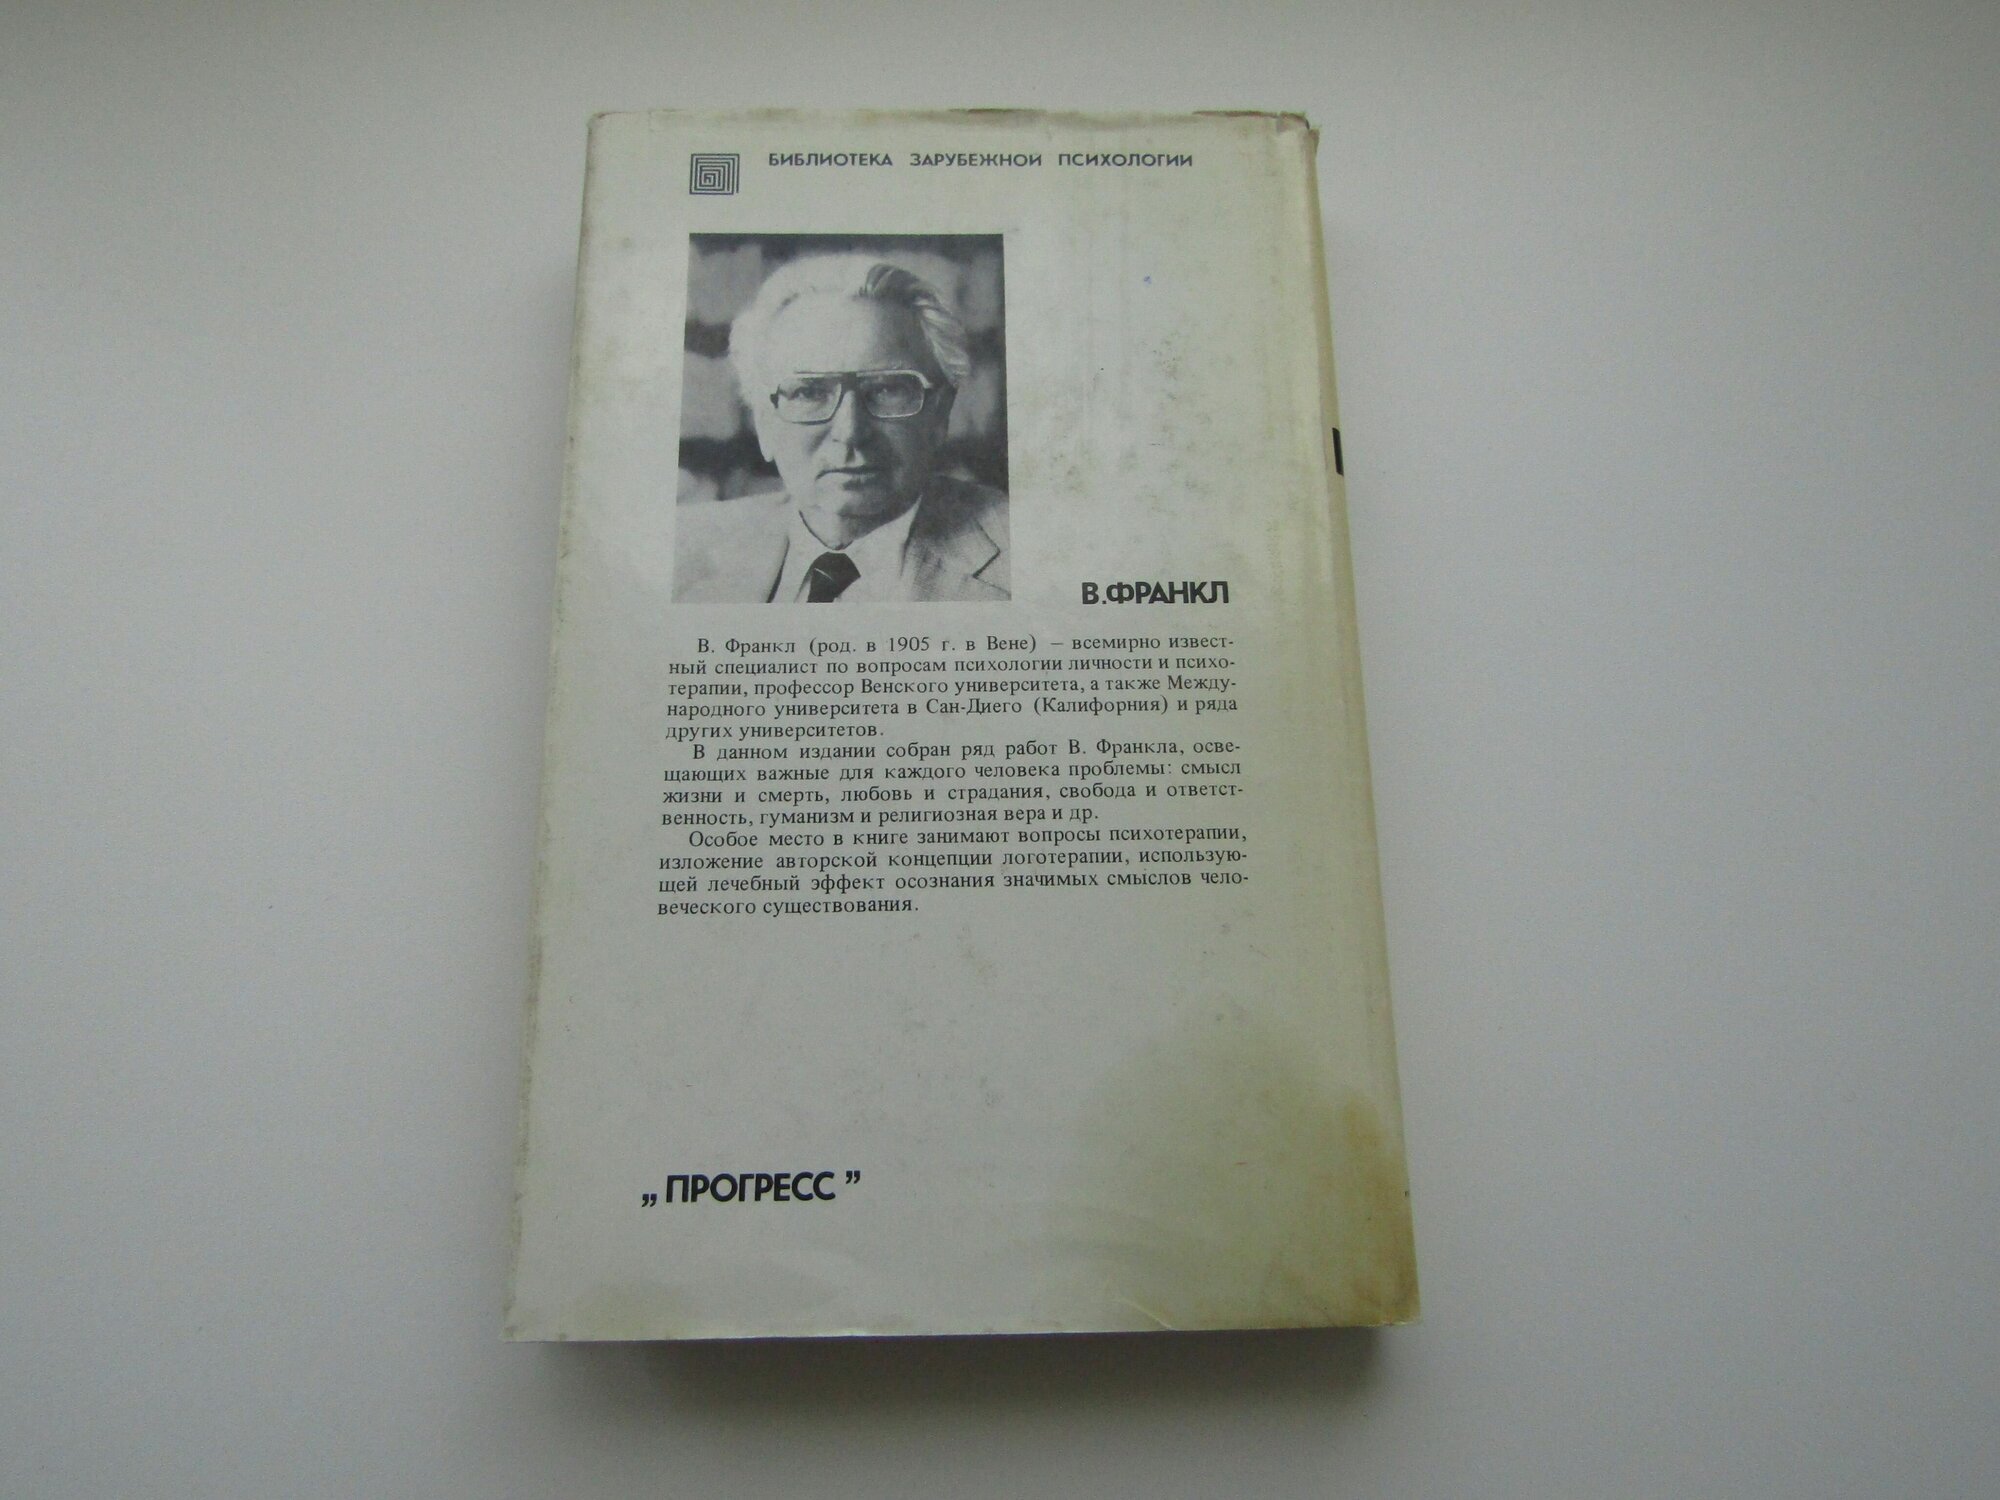 БИБЛИОТЕКА ЗАРУБЕЖНОЙ ПСИХОЛОГИИ
В.ФРАНКЛ
В. Франкл (род. в 1905 г. в Вене) — всемирно извест-
ный специалист по вопросам психологии личности и психо-
терапии, профессор Венского университета, а также Между-
народного университета в Сан-Диего (Калифорния) и ряда
других университетов.
В данном издании собран ряд работ В. Франкла, осве-
щающих важные для каждого человека проблемы: смысл
жизни и смерть, любовь и страдания, свобода и ответст-
венность, гуманизм и религиозная вера и др.
Особое место в книге занимают вопросы психотерапии,
изложение авторской концепции логотерапии, использую-
щей лечебный эффект осознания значимых смыслов чело-
веческого существования.
„ПРОГРЕСС”